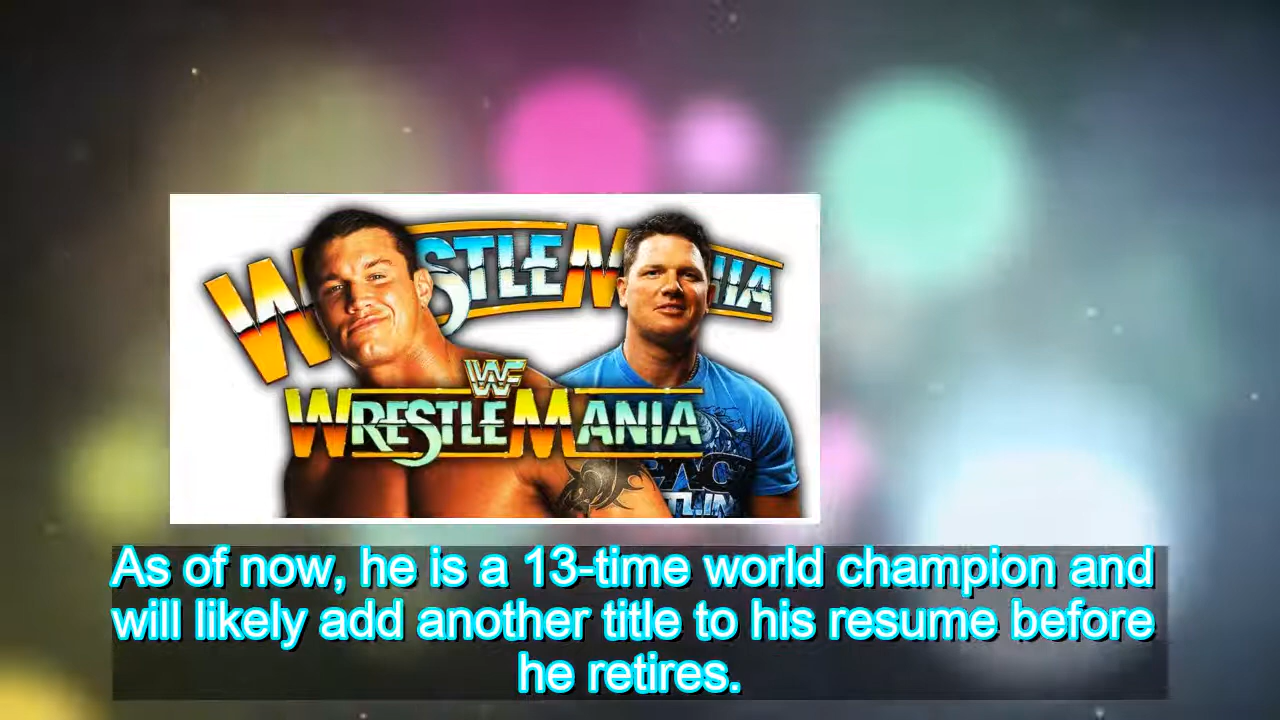 WRESTLEMANIA
WF
WRESTLEMANIA
As of now, he is a 13-time world champion and
will likely add another title to his resume before
he retires.